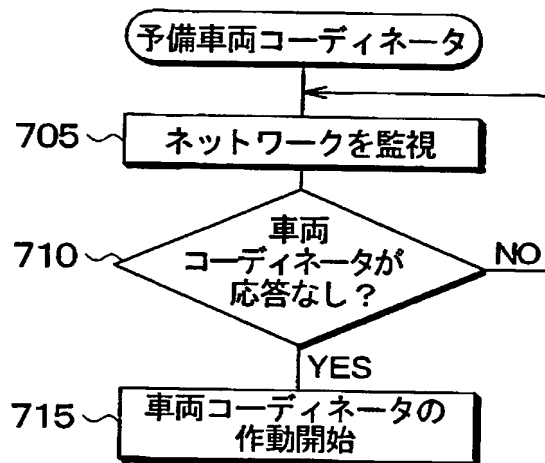 予備車両コーディネータ
705
ネットワークを監視
710
車両
コーディネータが
応答なし？
NO
YES
715
車両コーディネータの
作動開始